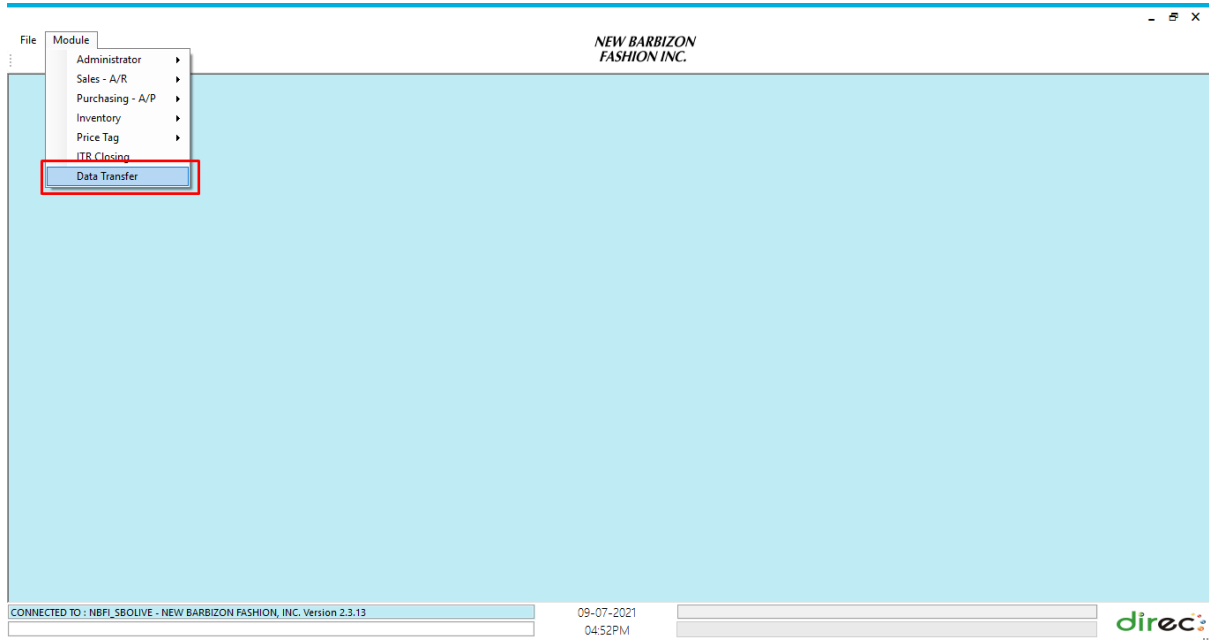 File Module
NEW BARBIZON
FASHION INC.
Administrator
Sales - A/R
Purchasing - A/P
Inventory
Price Tag
ITR Closing
Data Transfer
CONNECTED TO : NBFI_SBOLIVE - NEW BARBIZON FASHION, INC. Version 2.3.13
09-07-2021
04:52PM
direc